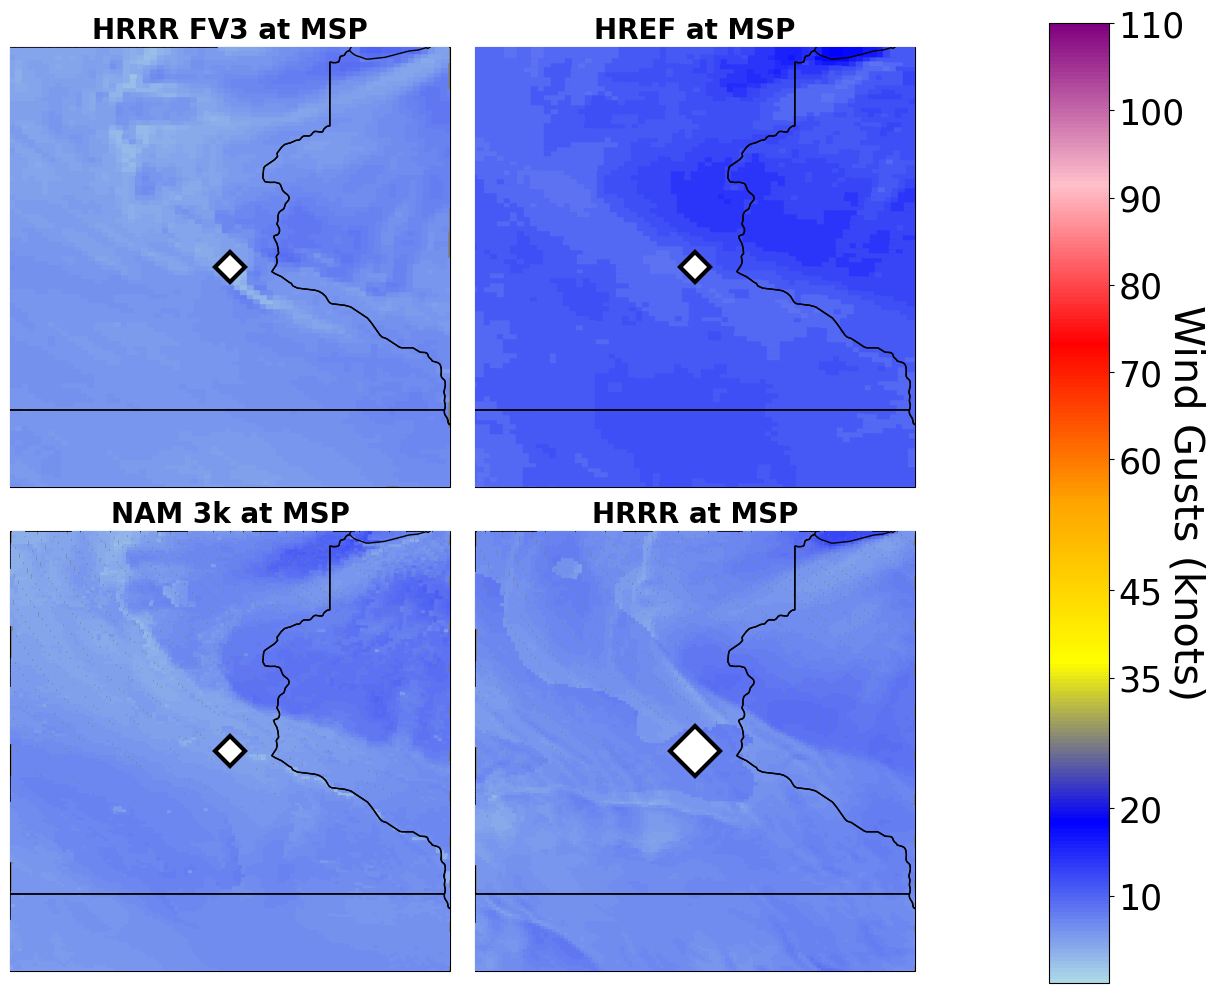 HRRR FV3 at MSP
HREF at MSP
NAM 3k at MSP
HRRR at MSP
110
100
90
80
70
60
45
35
20
10
Wind Gusts (knots)